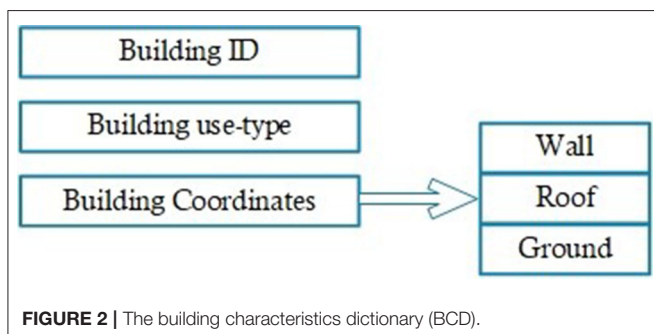 Building ID
Building use-type
Building Coordinates
Wall
Roof
Ground
FIGURE 2 | The building characteristics dictionary (BCD).